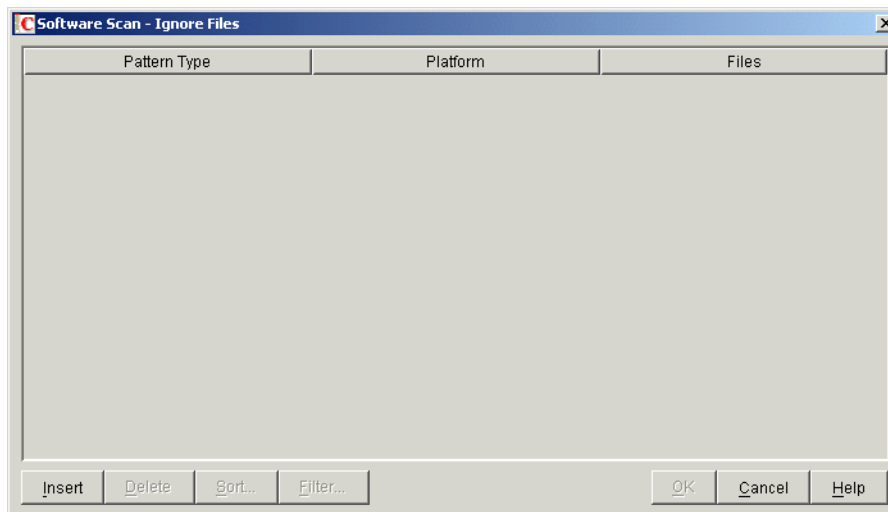 Software Scan - Ignore Files
Pattern Type Platform Files
Insert Delete Sort... Filter... OK Cancel Help